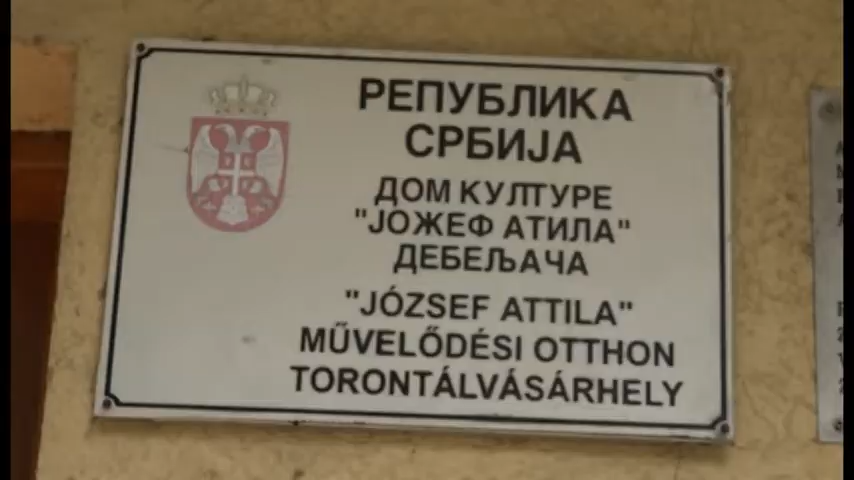 РЕПУБЛИКА
СРБИЈА
ДОМ КУЛТУРЕ
"ЈОЖЕФ АТИЛА"
ДЕБЕЉАЧА
"JÓZSEF ATTILA"
MŰVELŐDÉSI OTTHON
TORONTÁLVÁSÁRHELY